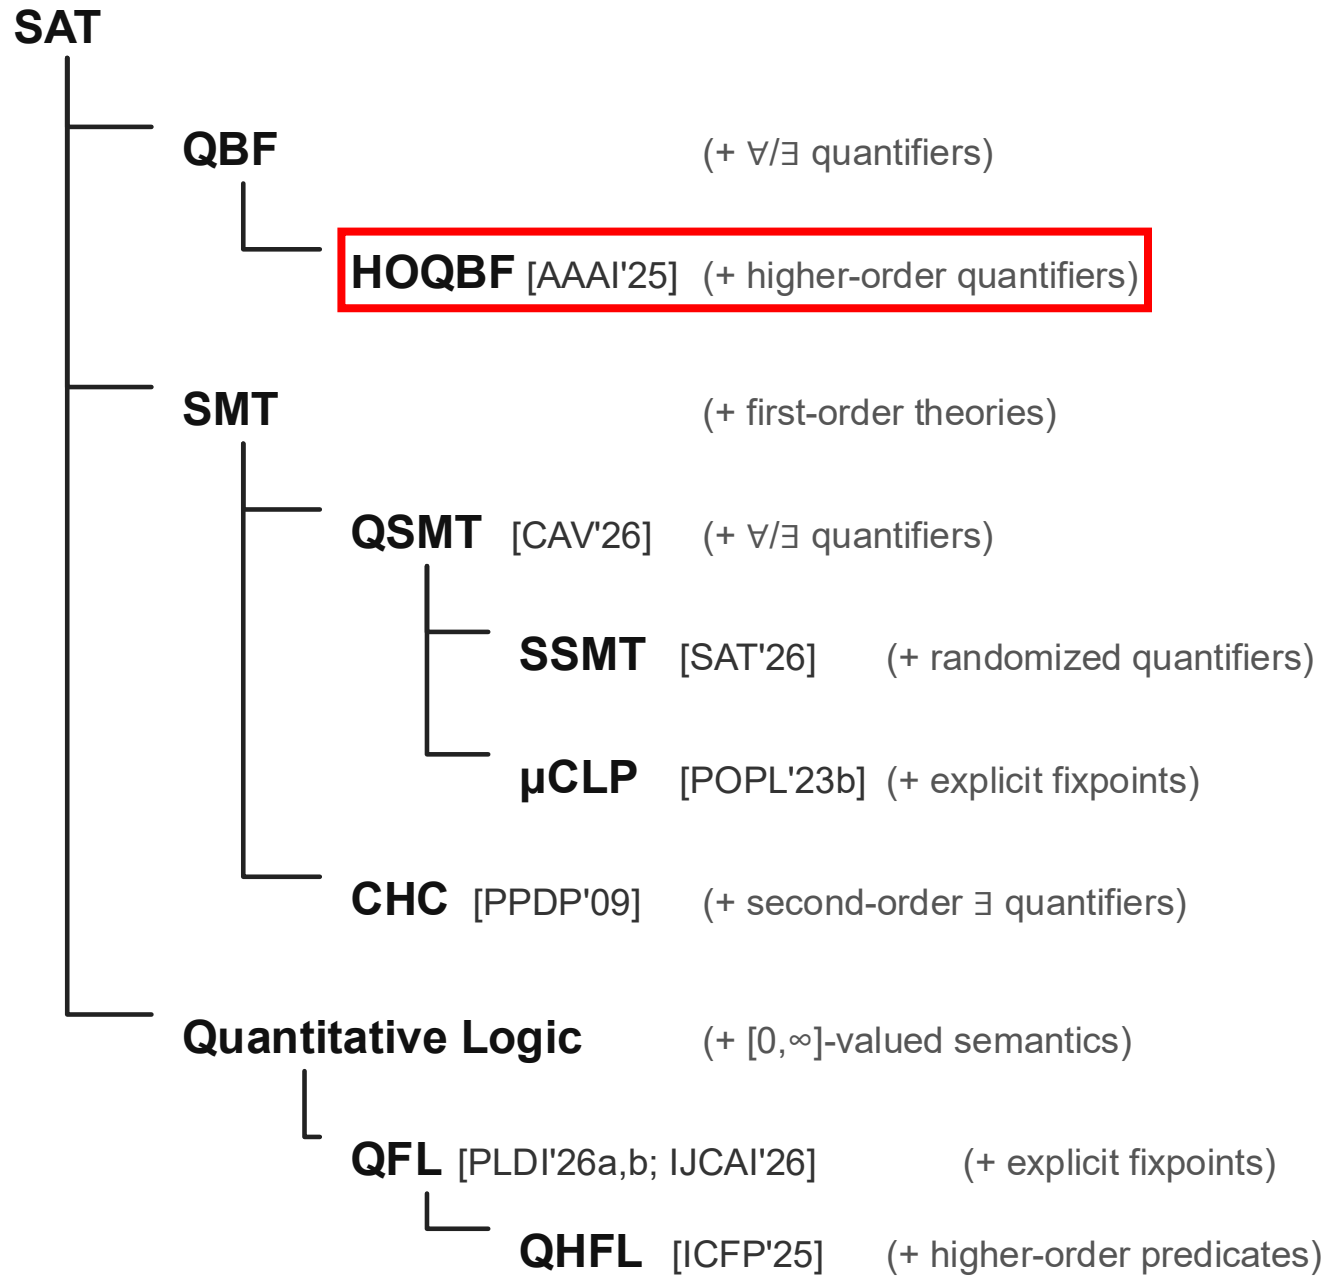 SAT
QBF (+ ∀/∃ quantifiers)
HOQBF [AAAI'25] (+ higher-order quantifiers)
SMT (+ first-order theories)
QSMT [CAV'26] (+ ∀/∃ quantifiers)
SSMT [SAT'26] (+ randomized quantifiers)
μCLP [POPL'23b] (+ explicit fixpoints)
CHC [PPDP'09] (+ second-order ∃ quantifiers)
Quantitative Logic (+ [0,∞]-valued semantics)
QFL [PLDI'26a,b; IJCAI'26] (+ explicit fixpoints)
QHFL [ICFP'25] (+ higher-order predicates)